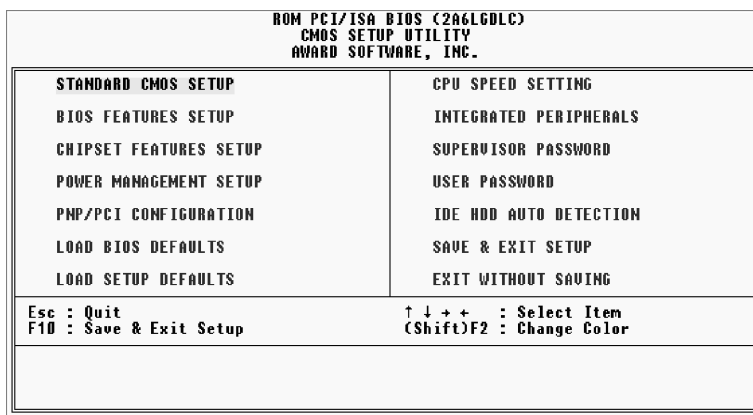 ROM PCI/ISA BIOS (2A6LGDLC)
CMOS SETUP UTILITY
AWARD SOFTWARE, INC.
STANDARD CMOS SETUP
BIOS FEATURES SETUP
CHIPSET FEATURES SETUP
POWER MANAGEMENT SETUP
PNP/PCI CONFIGURATION
LOAD BIOS DEFAULTS
LOAD SETUP DEFAULTS
CPU SPEED SETTING
INTEGRATED PERIPHERALS
SUPERVISOR PASSWORD
USER PASSWORD
IDE HDD AUTO DETECTION
SAVE & EXIT SETUP
EXIT WITHOUT SAVING
Esc : Quit
F10 : Save & Exit Setup
↑ ↓ → ← : Select Item
(Shift)F2 : Change Color